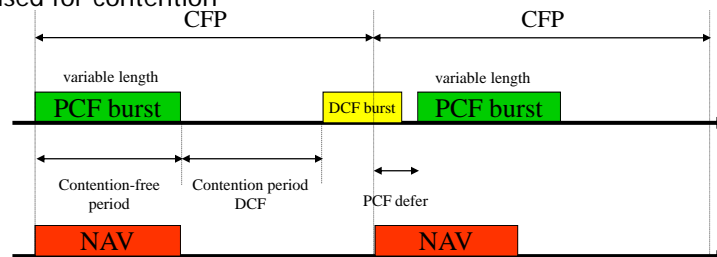 used for contention
CFP CFP
variable length variable length
PCF burst DCF burst PCF burst
Contention-free Contention period
period DCF PCF defer
NAV NAV